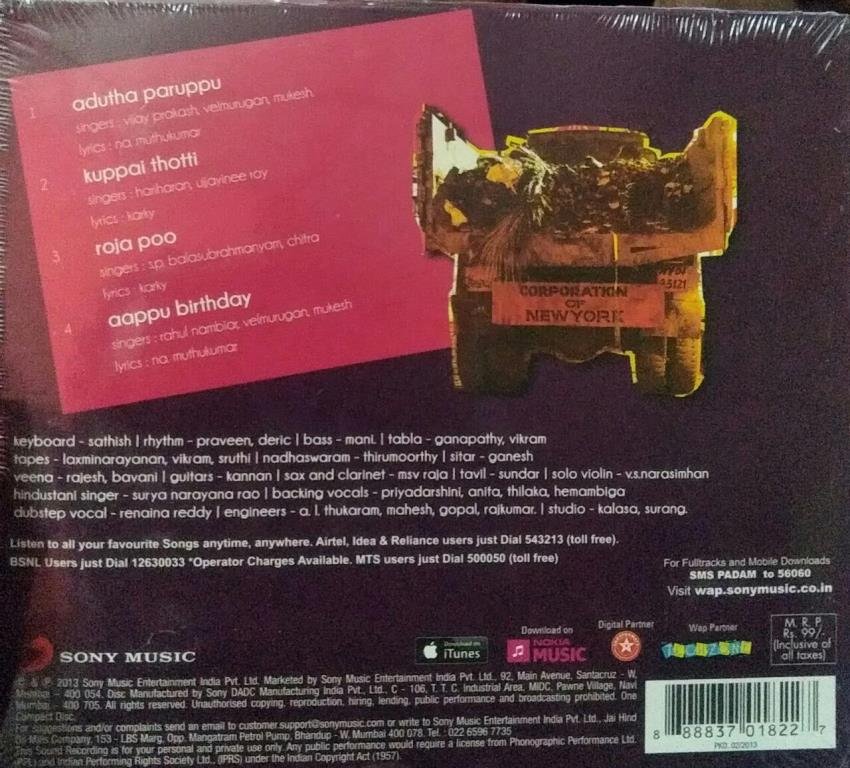 1 adutha paruppu
singers : vijay prakash, velmurugan, mukesh.
lyrics : na. muthukumar
2 kuppai thotti
singers : hariharan, ujjayinee roy
lyrics : karky
3 roja poo
singers : s.p. balasubrahmanyam, chitra
lyrics : karky
4 aappu birthday
singers : rahul nambiar, velmurugan, mukesh
lyrics : na. muthukumar
CORPORATION
OF
NEWYORK
keyboard - sathish | rhythm - praveen, deric | bass - mani. | tabla - ganapathy, vikram
tapes - laxminarayanan, vikram, sruthi | nadhaswaram - thirumoorthy | sitar - ganesh
veena - rajesh, bavani | guitars - kannan | sax and clarinet - msv raja | tavil - sundar | solo violin - v.s.narasimhan
hindustani singer - surya narayana rao | backing vocals - priyadarshini, anita, thilaka, hemambiga
dubstep vocal - renaina reddy | engineers - a. l. thukaram, mahesh, gopal, rajkumar. | studio - kalasa, surang.
Listen to all your favourite Songs anytime, anywhere. Airtel, Idea & Reliance users just Dial 543213 (toll free).
BSNL Users just Dial 12630033 *Operator Charges Available. MTS users just Dial 500050 (toll free)
For Fulltracks and Mobile Downloads
SMS PADAM to 56060
Visit wap.sonymusic.co.in
SONY MUSIC
Download on
iTunes
Download on
NOKIA
MUSIC
Digital Partner
Wap Partner
M. R. P.
Rs. 99/-
(Inclusive of
all taxes)
© & ℗ 2013 Sony Music Entertainment India Pvt. Ltd. Marketed by Sony Music Entertainment India Pvt. Ltd., 92, Main Avenue, Santacruz - W,
Mumbai - 400 054. Disc Manufactured by Sony DADC Manufacturing India Pvt., Ltd., C - 106, T. T. C. Industrial Area, MIDC, Pawne Village, Navi
Mumbai - 400 705. All rights reserved. Unauthorised copying, reproduction, hiring, lending, public performance and broadcasting prohibited. One
Compact Disc.
For suggestions and/or complaints send an email to customer.support@sonymusic.com or write to Sony Music Entertainment India Pvt. Ltd., Jai Hind
Oil Mills Company, 153 - LBS Marg, Opp. Mangatram Petrol Pump, Bhandup - W. Mumbai 400 078. Tel.: 022 6596 7735
This Sound Recording is for your personal and private use only. Any public performance would require a license from Phonographic Performance Ltd.
(PPL) and Indian Performing Rights Society Ltd., (IPRS) under the Indian Copyright Act (1957).
8 88837 01822 7
PKD. 02/2013